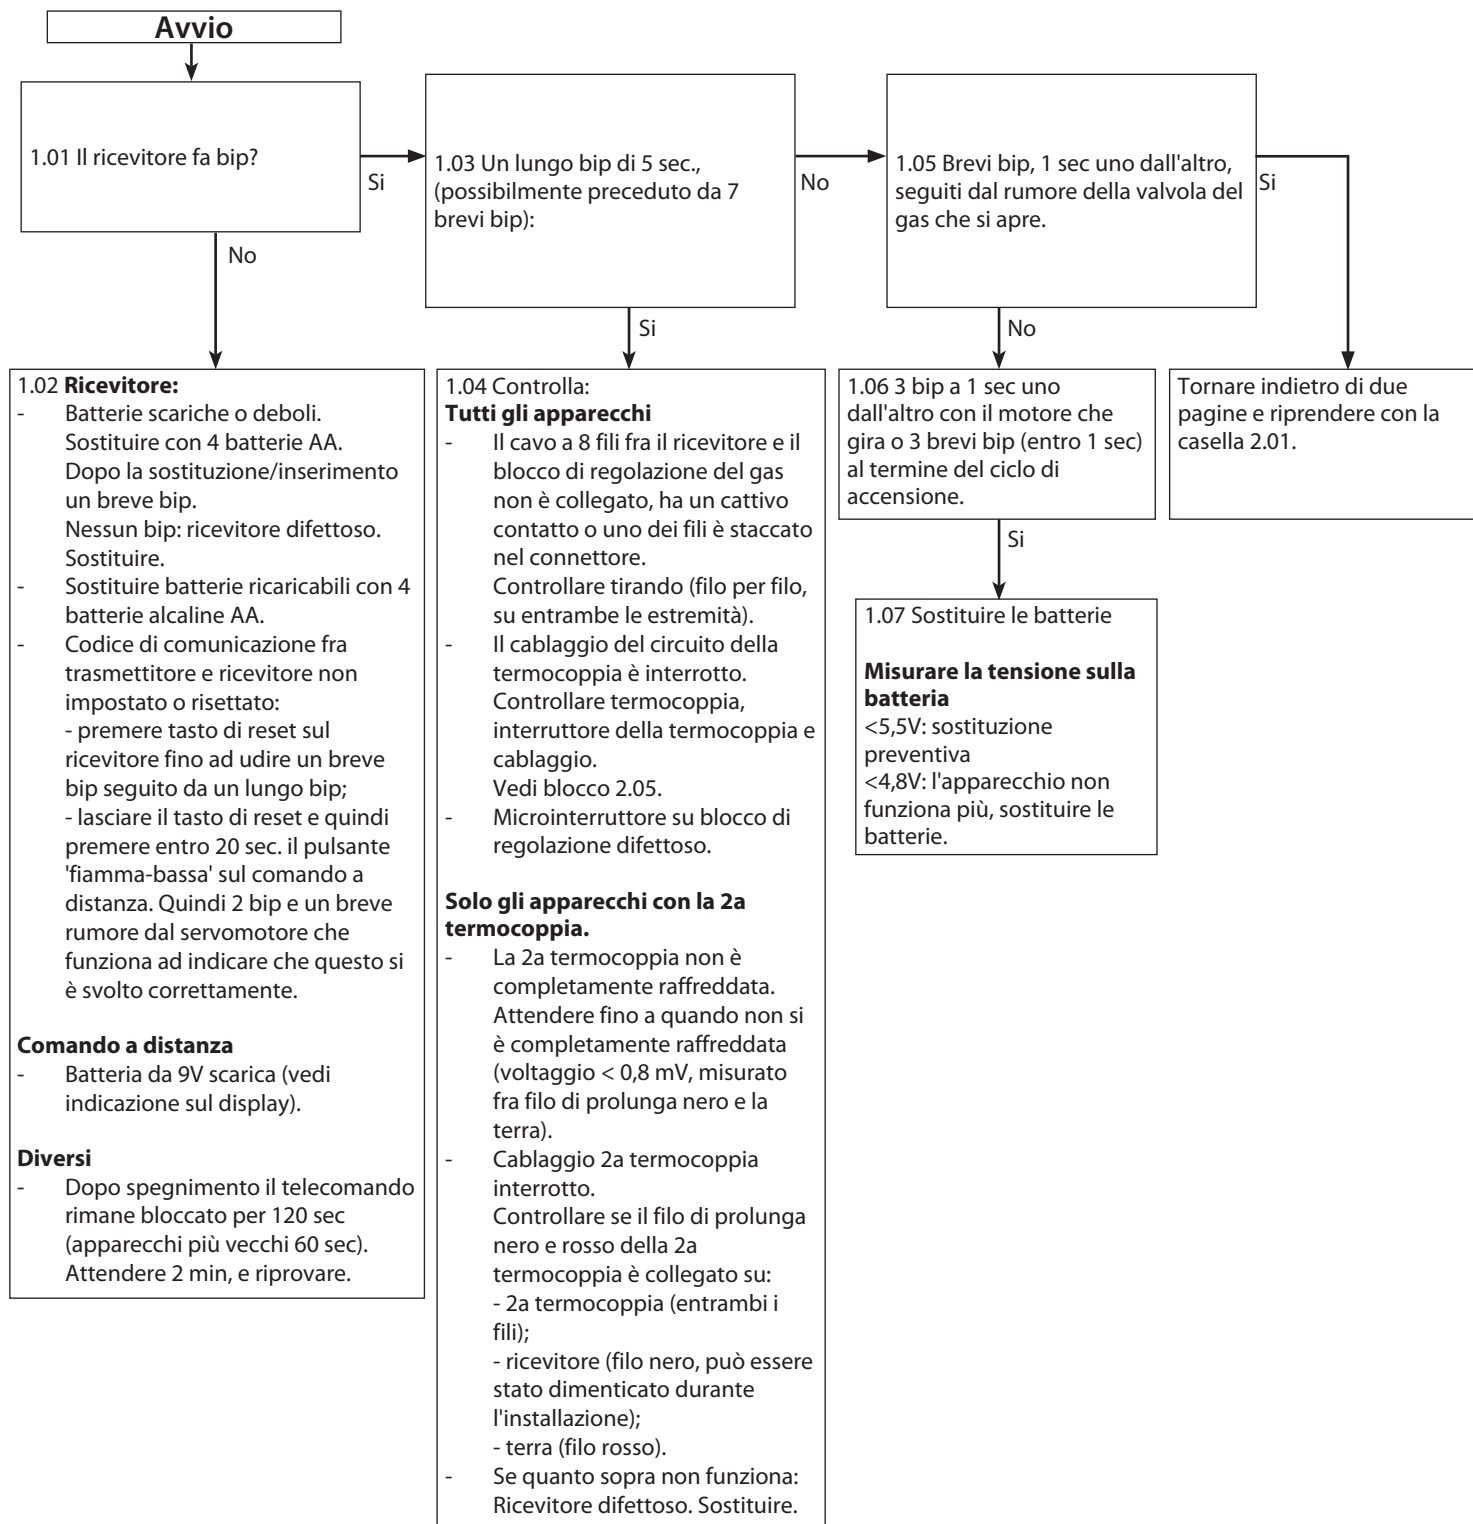 Avvio
1.01 Il ricevitore fa bip?
Si
No
1.03 Un lungo bip di 5 sec.,
(possibilmente preceduto da 7
brevi bip):
No
Si
1.05 Brevi bip, 1 sec uno dall'altro,
seguiti dal rumore della valvola del
gas che si apre.
Si
No
1.02 Ricevitore:
- Batterie scariche o deboli.
Sostituire con 4 batterie AA.
Dopo la sostituzione/inserimento
un breve bip.
Nessun bip: ricevitore difettoso.
Sostituire.
- Sostituire batterie ricaricabili con 4
batterie alcaline AA.
- Codice di comunicazione fra
trasmettitore e ricevitore non
impostato o risettato:
- premere tasto di reset sul
ricevitore fino ad udire un breve
bip seguito da un lungo bip;
- lasciare il tasto di reset e quindi
premere entro 20 sec. il pulsante
'fiamma-bassa' sul comando a
distanza. Quindi 2 bip e un breve
rumore dal servomotore che
funziona ad indicare che questo si
è svolto correttamente.
Comando a distanza
- Batteria da 9V scarica (vedi
indicazione sul display).
Diversi
- Dopo spegnimento il telecomando
rimane bloccato per 120 sec
(apparecchi più vecchi 60 sec).
Attendere 2 min, e riprovare.
1.04 Controlla:
Tutti gli apparecchi
- Il cavo a 8 fili fra il ricevitore e il
blocco di regolazione del gas
non è collegato, ha un cattivo
contatto o uno dei fili è staccato
nel connettore.
Controllare tirando (filo per filo,
su entrambe le estremità).
- Il cablaggio del circuito della
termocoppia è interrotto.
Controllare termocoppia,
interruttore della termocoppia e
cablaggio.
Vedi blocco 2.05.
- Microinterruttore su blocco di
regolazione difettoso.
Solo gli apparecchi con la 2a
termocoppia.
- La 2a termocoppia non è
completamente raffreddata.
Attendere fino a quando non si
è completamente raffreddata
(voltaggio < 0,8 mV, misurato
fra filo di prolunga nero e la
terra).
- Cablaggio 2a termocoppia
interrotto.
Controllare se il filo di prolunga
nero e rosso della 2a
termocoppia è collegato su:
- 2a termocoppia (entrambi i
fili);
- ricevitore (filo nero, può essere
stato dimenticato durante
l'installazione);
- terra (filo rosso).
- Se quanto sopra non funziona:
Ricevitore difettoso. Sostituire.
1.06 3 bip a 1 sec uno
dall'altro con il motore che
gira o 3 brevi bip (entro 1 sec)
al termine del ciclo di
accensione.
Si
1.07 Sostituire le batterie
Misurare la tensione sulla
batteria
<5,5V: sostituzione
preventiva
<4,8V: l'apparecchio non
funziona più, sostituire le
batterie.
Tornare indietro di due
pagine e riprendere con la
casella 2.01.